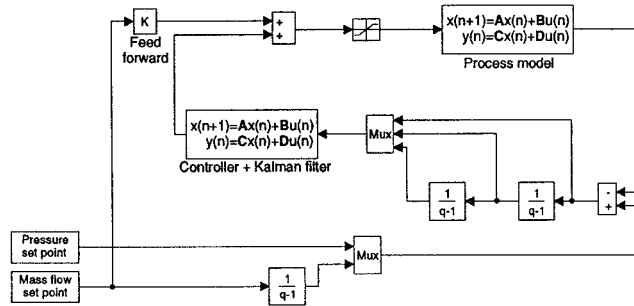 K
Feed
forward
+
+
x(n+1)=Ax(n)+Bu(n)
y(n)=Cx(n)+Du(n)
Process model
x(n+1)=Ax(n)+Bu(n)
y(n)=Cx(n)+Du(n)
Controller + Kalman filter
Mux
1
q-1
1
q-1
-
+
Pressure
set point
Mass flow
set point
1
q-1
Mux